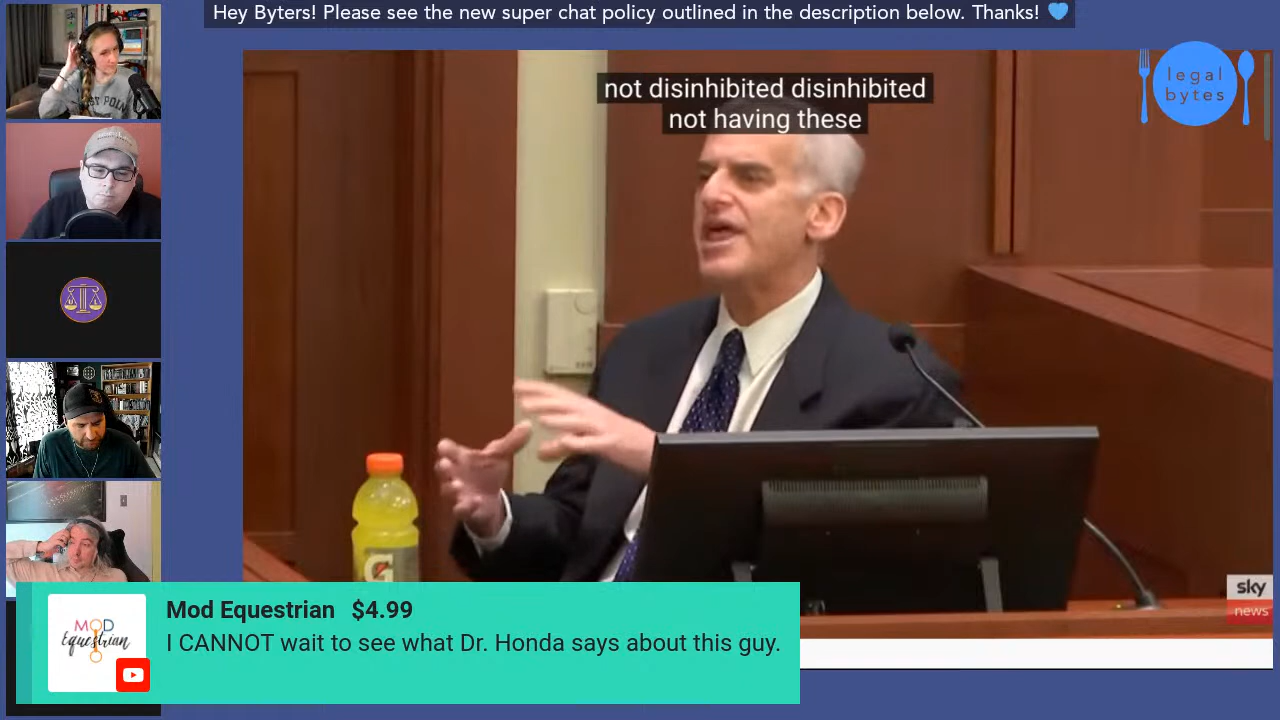 Hey Byters! Please see the new super chat policy outlined in the description below. Thanks! 💙
legal
bytes
not disinhibited disinhibited
not having these
G
sky
news
MOD
Equestrian
Mod Equestrian $4.99
I CANNOT wait to see what Dr. Honda says about this guy.